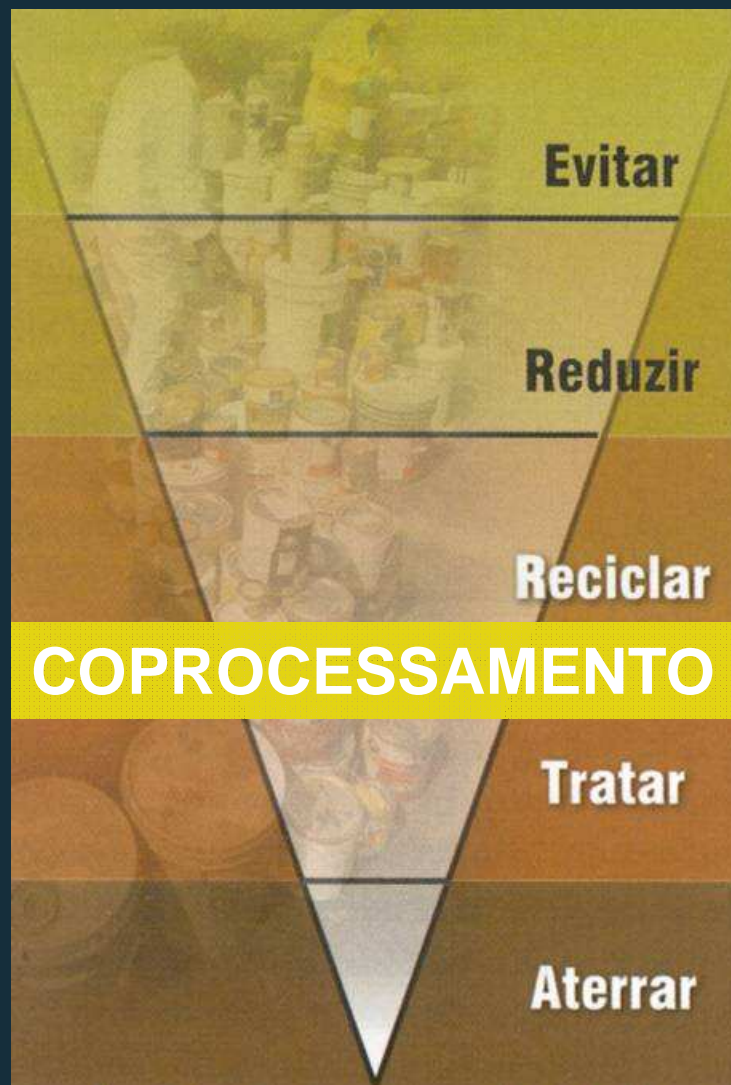 Evitar
Reduzir
Reciclar
COPROCESSAMENTO
Tratar
Aterrar